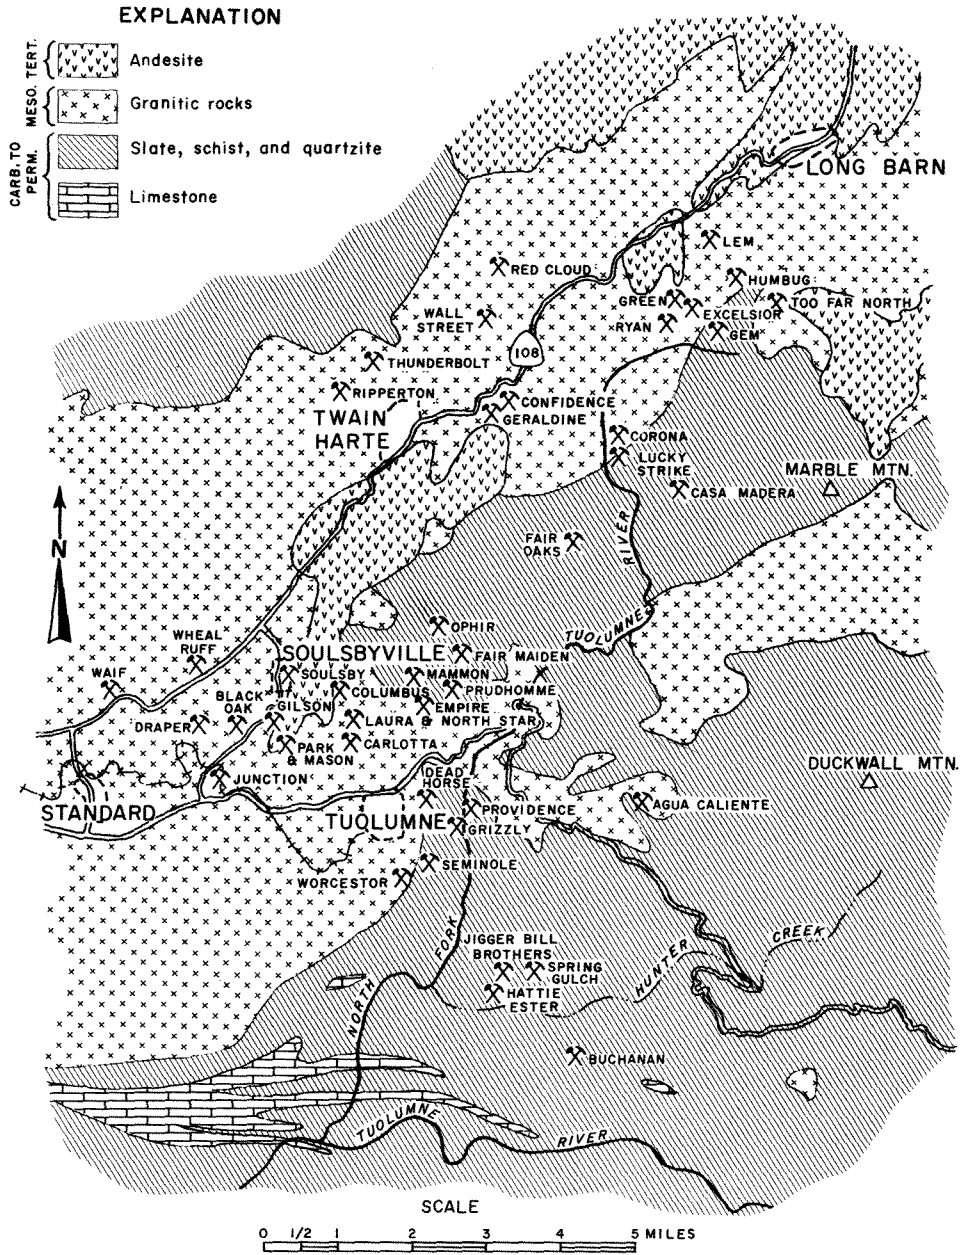 EXPLANATION
CARB. TO
PERM.
MESO.
TERT.
Andesite
Granitic rocks
Slate, schist, and quartzite
Limestone
LONG BARN
LEM
RED CLOUD
HUMBUG
GREEN
TOO FAR NORTH
EXCELSIOR
WALL
STREET
RYAN
GEM
108
THUNDERBOLT
RIPPERTON
CONFIDENCE
TWAIN
HARTE
GERALDINE
CORONA
LUCKY
STRIKE
MARBLE MTN.
CASA MADERA
RIVER
FAIR
OAKS
N
TUOLUMNE
OPHIR
WHEAL
RUFF
SOULSBYVILLE
FAIR MAIDEN
WAIF
SOULSBY
MAMMON
COLUMBUS
PRUDHOMME
BLACK
OAK
GILSON
EMPIRE
DRAPER
LAURA & NORTH STAR
PARK
& MASON
CARLOTTA
JUNCTION
DEAD
HORSE
DUCKWALL MTN.
STANDARD
TUOLUMNE
PROVIDENCE
AGUA CALIENTE
GRIZZLY
SEMINOLE
WORCESTOR
FORK
JIGGER BILL
BROTHERS
SPRING
GULCH
HUNTER
CREEK
HATTIE
ESTER
NORTH
BUCHANAN
TUOLUMNE
RIVER
SCALE
0 1/2 1 2 3 4 5 MILES